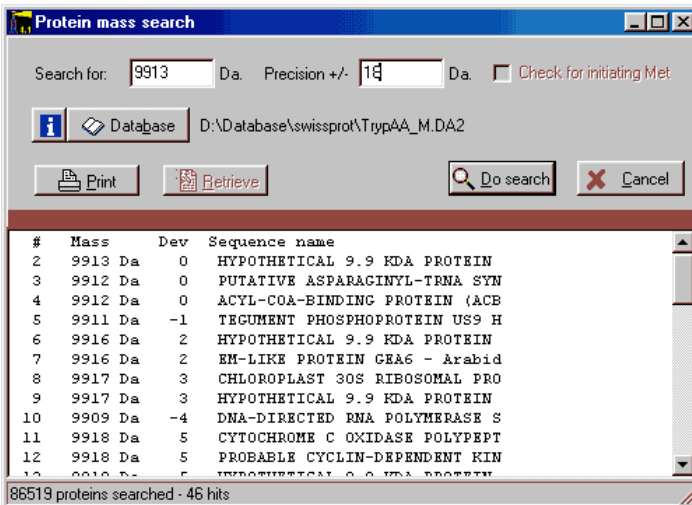 Protein mass search
Search for: 9913 Da. Precision +/- 18 Da. Check for initiating Met
Database D:\Database\swissprot\TrypAA_M.DA2
Print Retrieve Do search Cancel
# Mass Dev Sequence name
2 9913 Da 0 HYPOTHETICAL 9.9 KDA PROTEIN
3 9912 Da 0 PUTATIVE ASPARAGINYL-TRNA SYN
4 9912 Da 0 ACYL-COA-BINDING PROTEIN (ACB
5 9911 Da -1 TEGUMENT PHOSPHOPROTEIN US9 H
6 9916 Da 2 HYPOTHETICAL 9.9 KDA PROTEIN
7 9916 Da 2 EM-LIKE PROTEIN GEA6 - Arabid
8 9917 Da 3 CHLOROPLAST 30S RIBOSOMAL PRO
9 9917 Da 3 HYPOTHETICAL 9.9 KDA PROTEIN
10 9909 Da -4 DNA-DIRECTED RNA POLYMERASE S
11 9918 Da 5 CYTOCHROME C OXIDASE POLYPEPT
12 9918 Da 5 PROBABLE CYCLIN-DEPENDENT KIN
86519 proteins searched - 46 hits